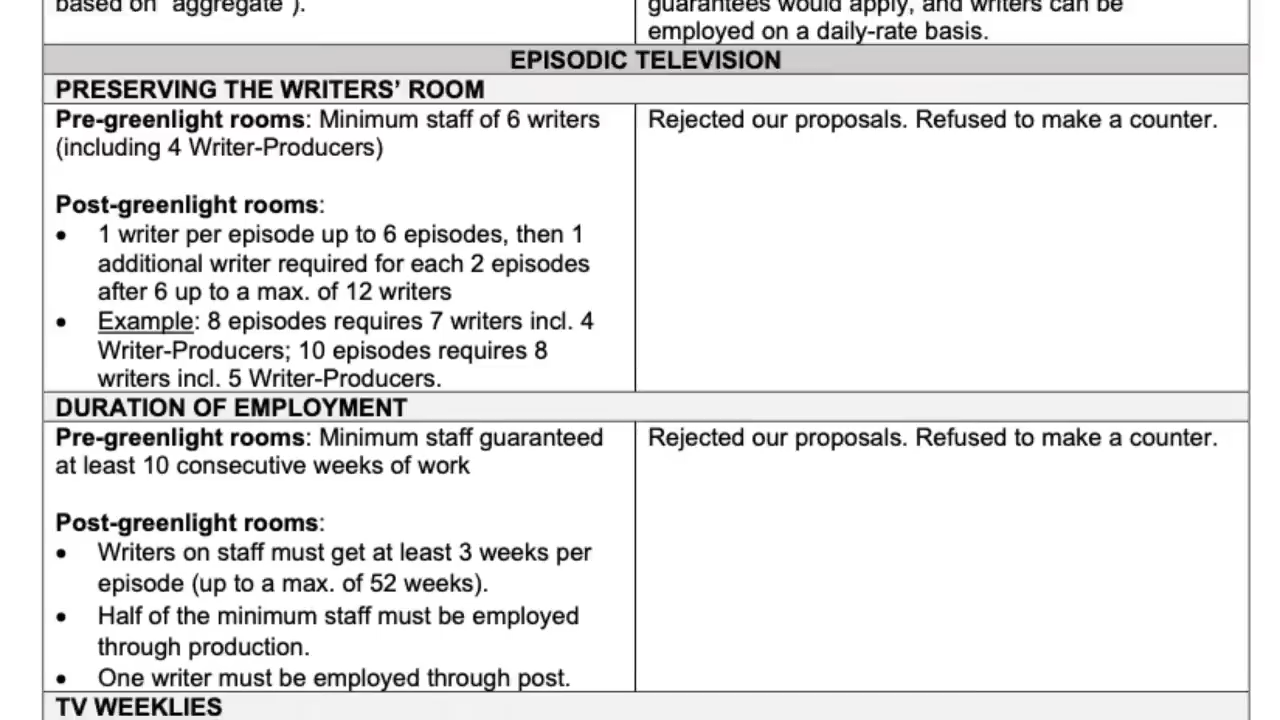 based on "aggregate").
guarantees would apply, and writers can be
employed on a daily-rate basis.
EPISODIC TELEVISION
PRESERVING THE WRITERS' ROOM
Pre-greenlight rooms: Minimum staff of 6 writers
(including 4 Writer-Producers)
Post-greenlight rooms:
• 1 writer per episode up to 6 episodes, then 1
additional writer required for each 2 episodes
after 6 up to a max. of 12 writers
• Example: 8 episodes requires 7 writers incl. 4
Writer-Producers; 10 episodes requires 8
writers incl. 5 Writer-Producers.
Rejected our proposals. Refused to make a counter.
DURATION OF EMPLOYMENT
Pre-greenlight rooms: Minimum staff guaranteed
at least 10 consecutive weeks of work
Post-greenlight rooms:
• Writers on staff must get at least 3 weeks per
episode (up to a max. of 52 weeks).
• Half of the minimum staff must be employed
through production.
• One writer must be employed through post.
Rejected our proposals. Refused to make a counter.
TV WEEKLIES